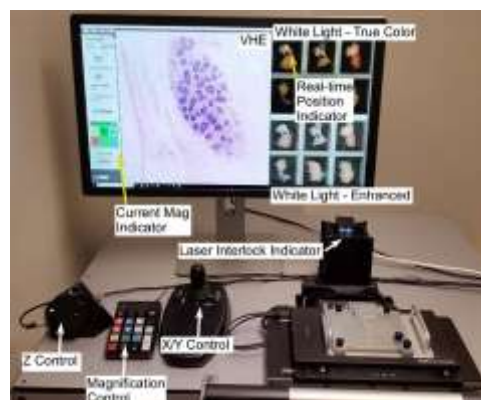 White Light - True Color
VHE
Real-time
Position
Indicator
White Light - Enhanced
Current Mag
Indicator
Laser Interlock Indicator
X/Y Control
Z Control
Magnification
Control